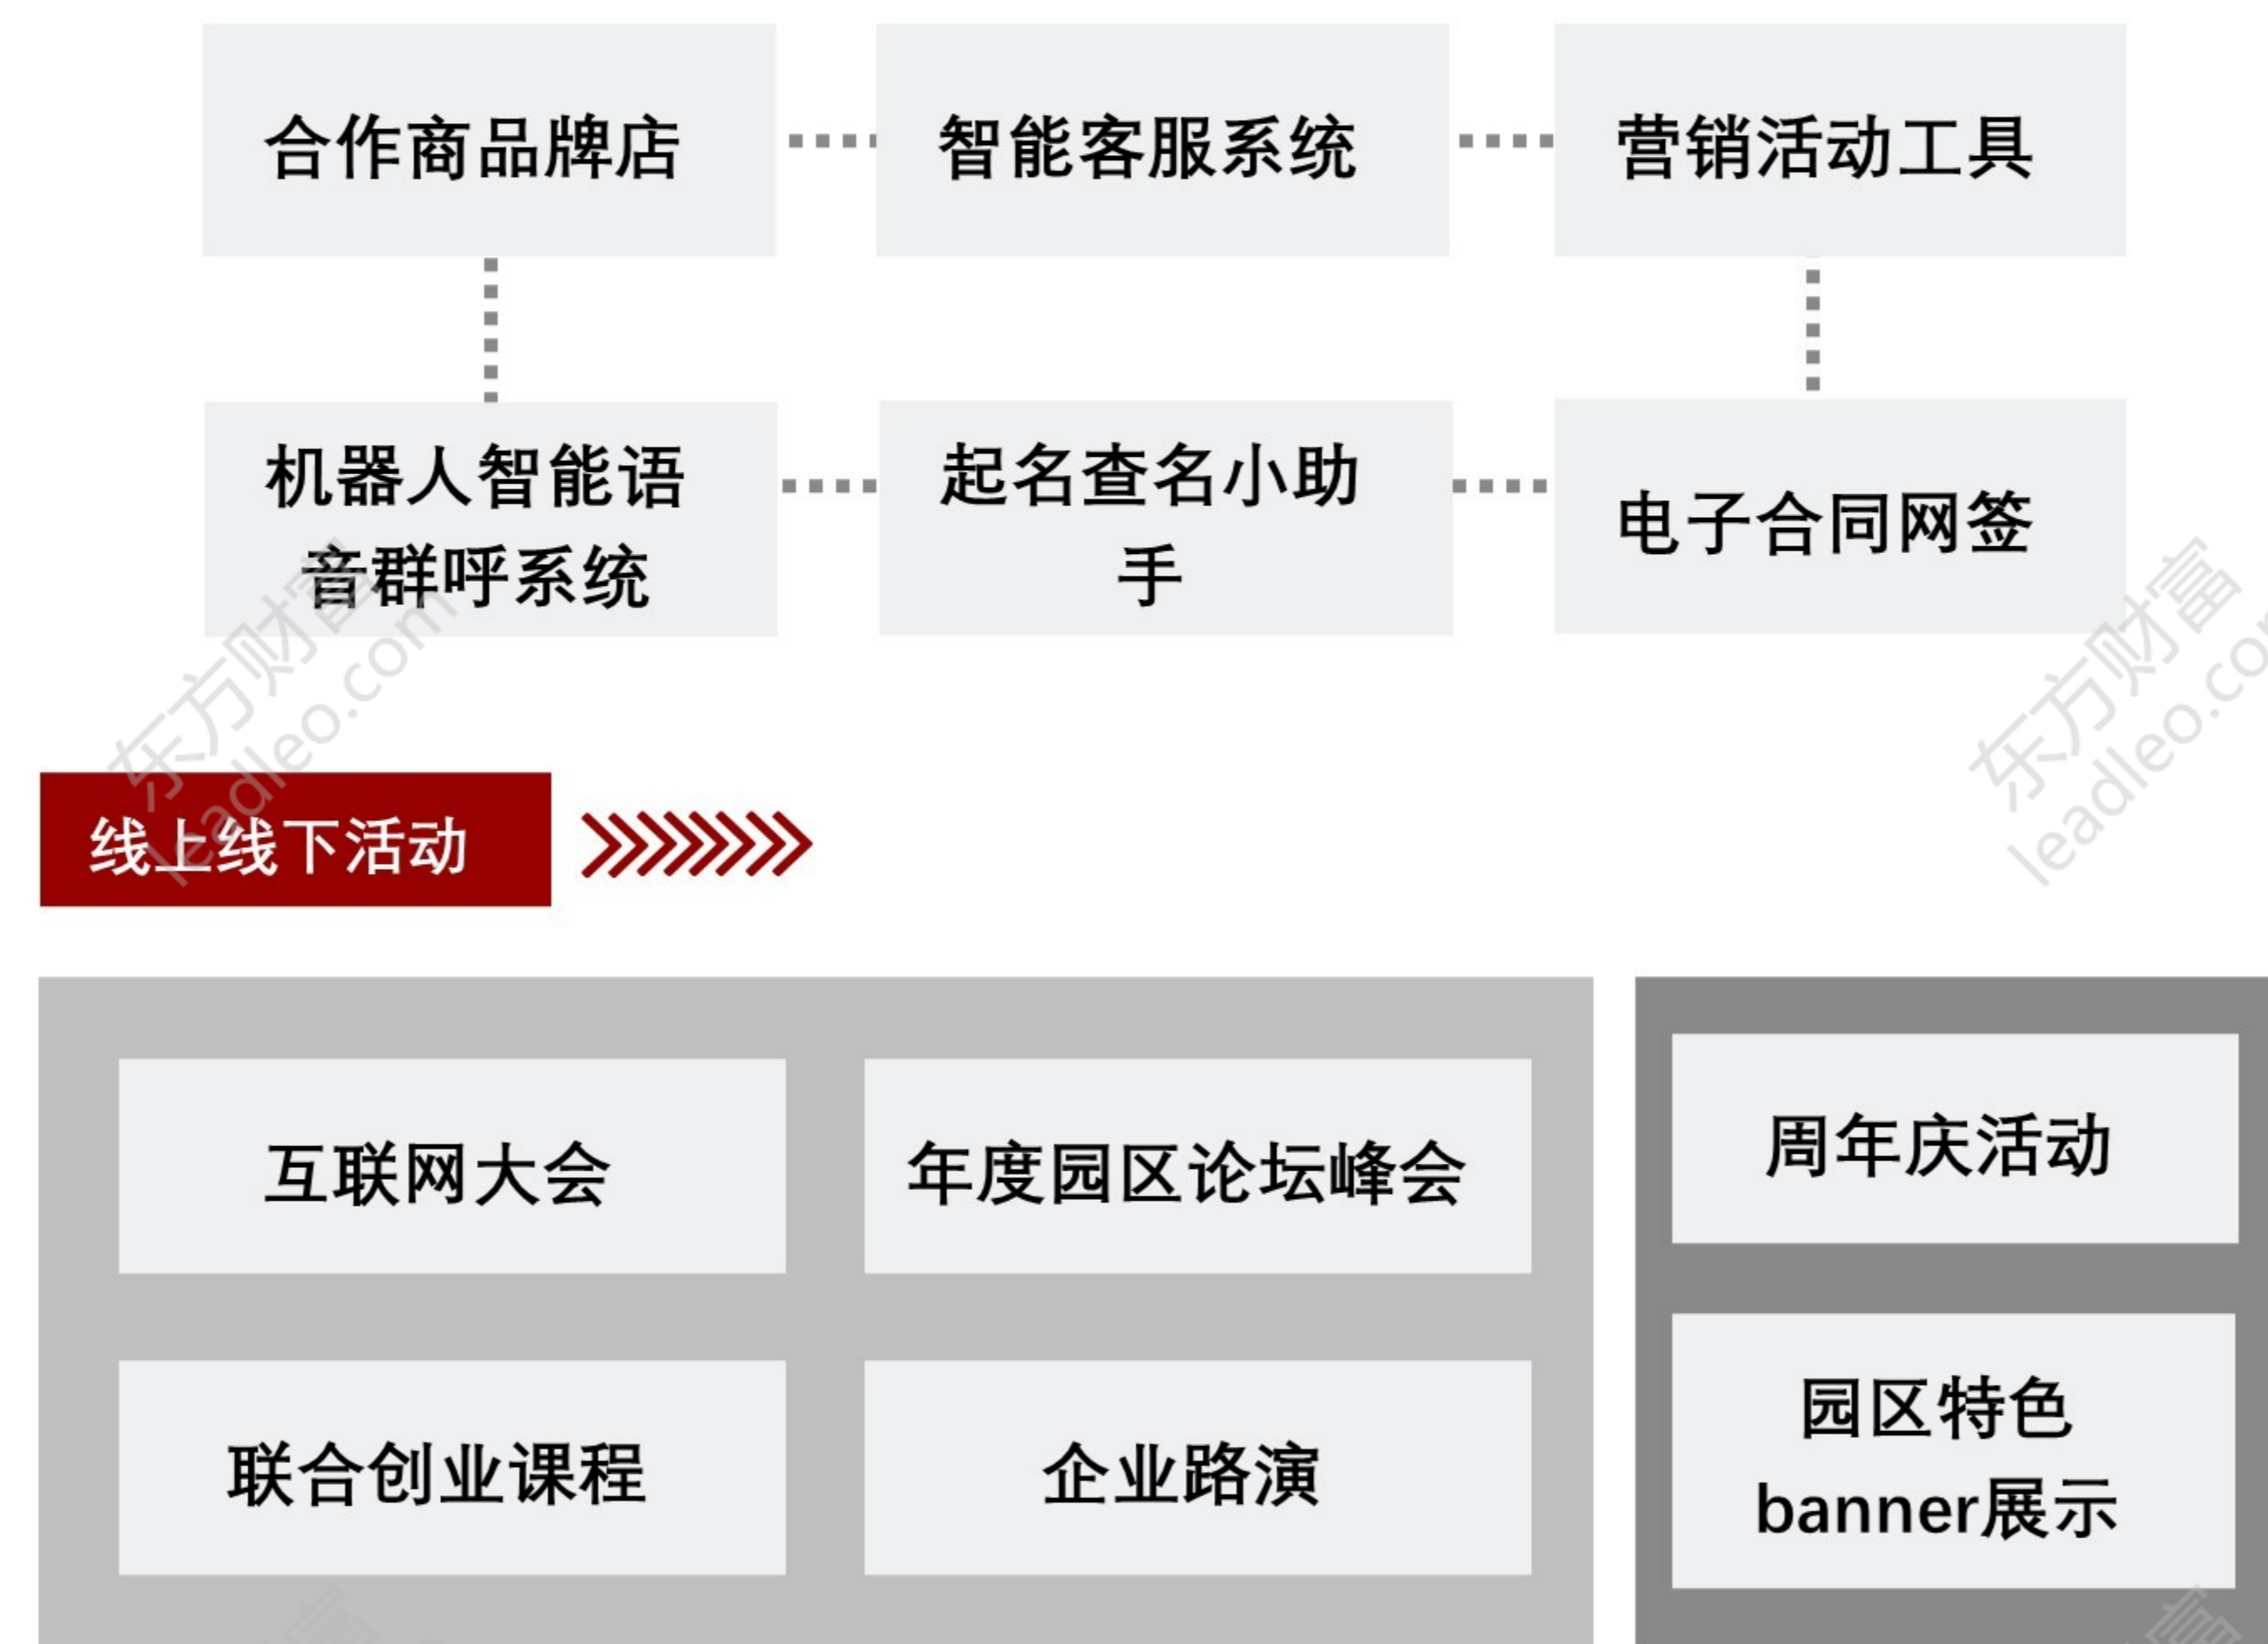 合作商品牌店
智能客服系统
营销活动工具
机器人智能语
音群呼系统
起名查名小助
手
电子合同网签
东方财富
leadleo.com
东方财富
leadleo.co
线上线下活动
互联网大会
年度园区论坛峰会
周年庆活动
联合创业课程
企业路演
园区特色
banner展示
富
富